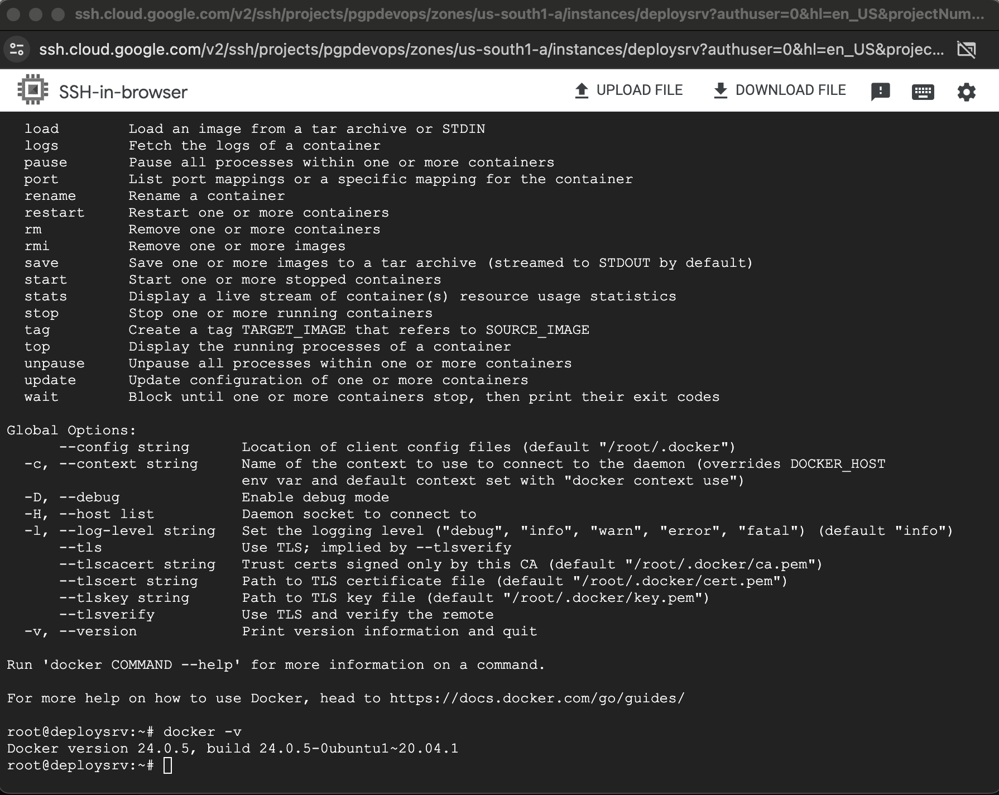 ssh.cloud.google.com/v2/ssh/projects/pgpdevops/zones/us-south1-a/instances/deploysrv?authuser=0&hl=en_US&projectNum...
ssh.cloud.google.com/v2/ssh/projects/pgpdevops/zones/us-south1-a/instances/deploysrv?authuser=0&hl=en_US&projec...
SSH-in-browser UPLOAD FILE DOWNLOAD FILE
load        Load an image from a tar archive or STDIN
logs        Fetch the logs of a container
pause       Pause all processes within one or more containers
port        List port mappings or a specific mapping for the container
rename      Rename a container
restart     Restart one or more containers
rm          Remove one or more containers
rmi         Remove one or more images
save        Save one or more images to a tar archive (streamed to STDOUT by default)
start       Start one or more stopped containers
stats       Display a live stream of container(s) resource usage statistics
stop        Stop one or more running containers
tag         Create a tag TARGET_IMAGE that refers to SOURCE_IMAGE
top         Display the running processes of a container
unpause     Unpause all processes within one or more containers
update      Update configuration of one or more containers
wait        Block until one or more containers stop, then print their exit codes
Global Options:
      --config string      Location of client config files (default "/root/.docker")
  -c, --context string     Name of the context to use to connect to the daemon (overrides DOCKER_HOST
                           env var and default context set with "docker context use")
  -D, --debug              Enable debug mode
  -H, --host list          Daemon socket to connect to
  -l, --log-level string   Set the logging level ("debug", "info", "warn", "error", "fatal") (default "info")
      --tls                Use TLS; implied by --tlsverify
      --tlscacert string   Trust certs signed only by this CA (default "/root/.docker/ca.pem")
      --tlscert string     Path to TLS certificate file (default "/root/.docker/cert.pem")
      --tlskey string      Path to TLS key file (default "/root/.docker/key.pem")
      --tlsverify          Use TLS and verify the remote
  -v, --version            Print version information and quit
Run 'docker COMMAND --help' for more information on a command.
For more help on how to use Docker, head to https://docs.docker.com/go/guides/
root@deploysrv:~# docker -v
Docker version 24.0.5, build 24.0.5-0ubuntu1~20.04.1
root@deploysrv:~#